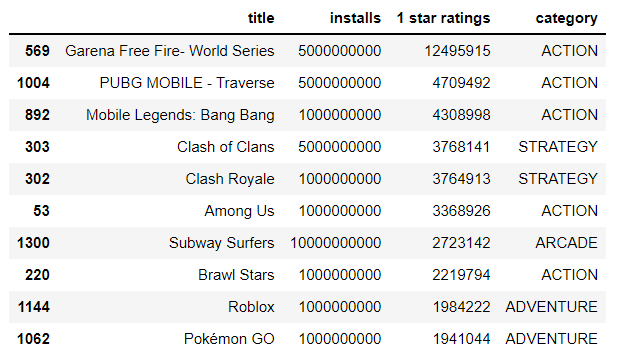 title installs 1 star ratings category
569 Garena Free Fire- World Series 5000000000 12495915 ACTION
1004 PUBG MOBILE - Traverse 5000000000 4709492 ACTION
892 Mobile Legends: Bang Bang 1000000000 4308998 ACTION
303 Clash of Clans 5000000000 3768141 STRATEGY
302 Clash Royale 1000000000 3764913 STRATEGY
53 Among Us 1000000000 3368926 ACTION
1300 Subway Surfers 10000000000 2723142 ARCADE
220 Brawl Stars 1000000000 2219794 ACTION
1144 Roblox 1000000000 1984222 ADVENTURE
1062 Pokémon GO 1000000000 1941044 ADVENTURE